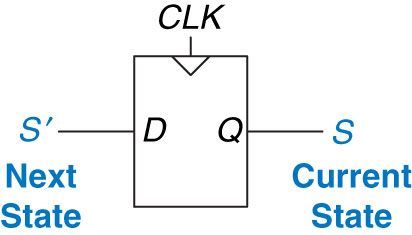 CLK
S′ D Q S
Next State
Current State